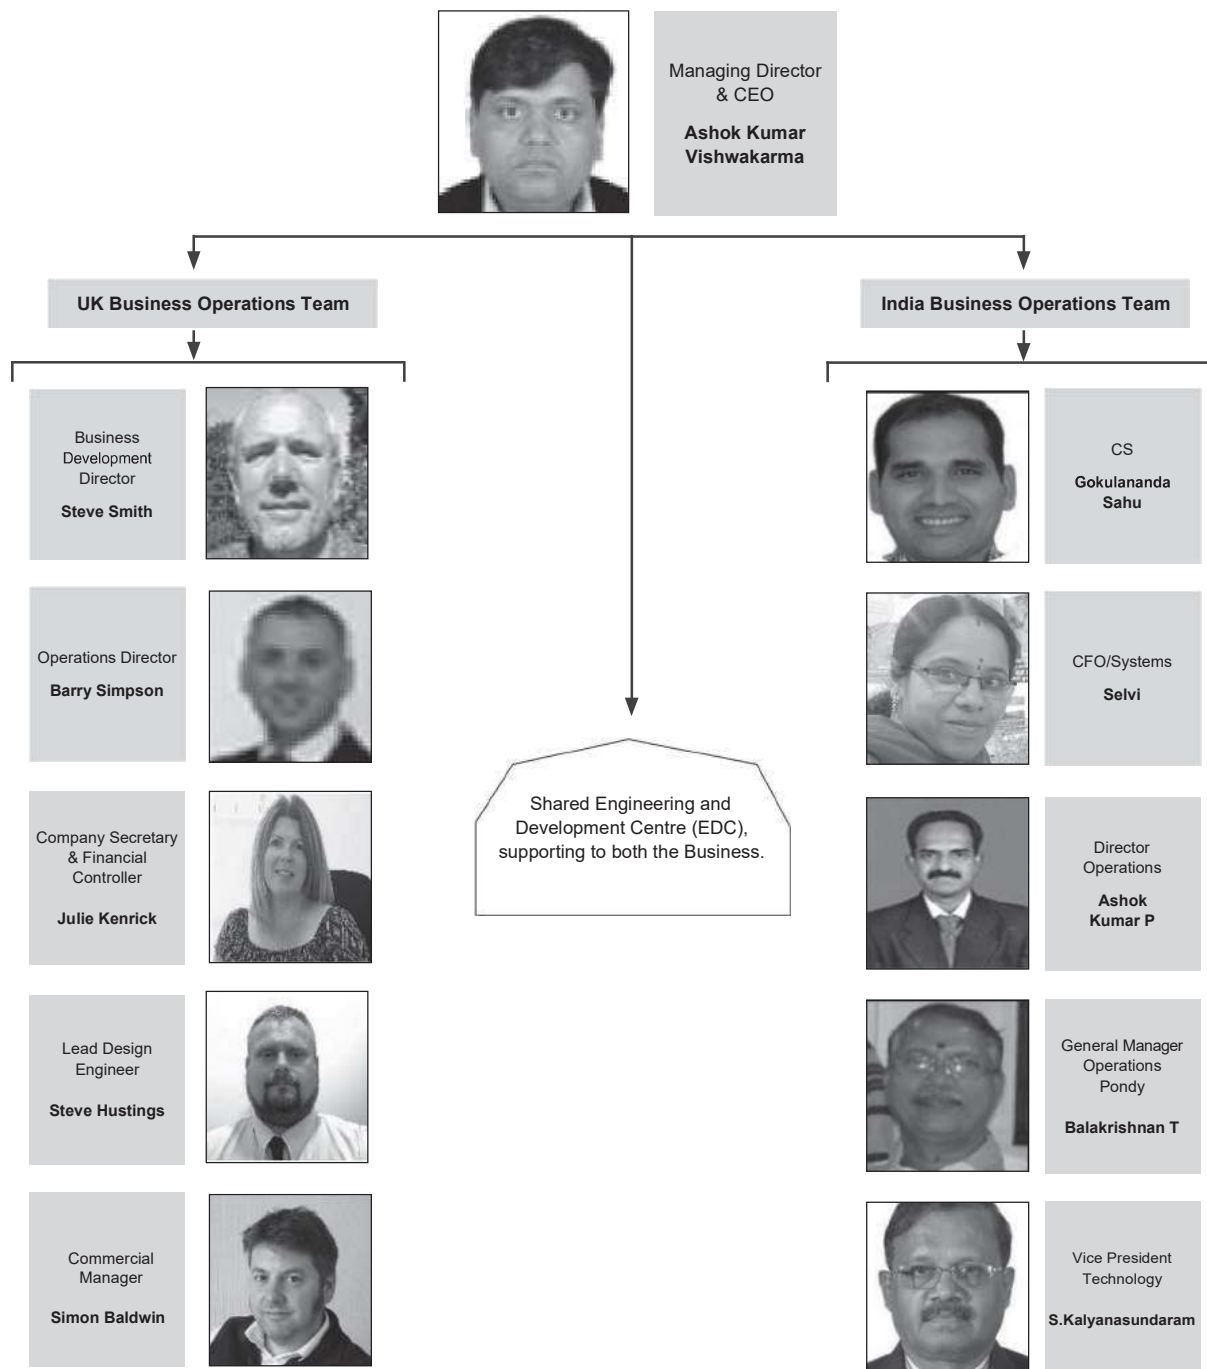 Managing Director
& CEO
Ashok Kumar
Vishwakarma
UK Business Operations Team
India Business Operations Team
Business
Development
Director
Steve Smith
Operations Director
Barry Simpson
Company Secretary
& Financial
Controller
Julie Kenrick
Lead Design
Engineer
Steve Hustings
Commercial
Manager
Simon Baldwin
Shared Engineering and
Development Centre (EDC),
supporting to both the Business.
CS
Gokulananda
Sahu
CFO/Systems
Selvi
Director
Operations
Ashok
Kumar P
General Manager
Operations
Pondy
Balakrishnan T
Vice President
Technology
S.Kalyanasundaram